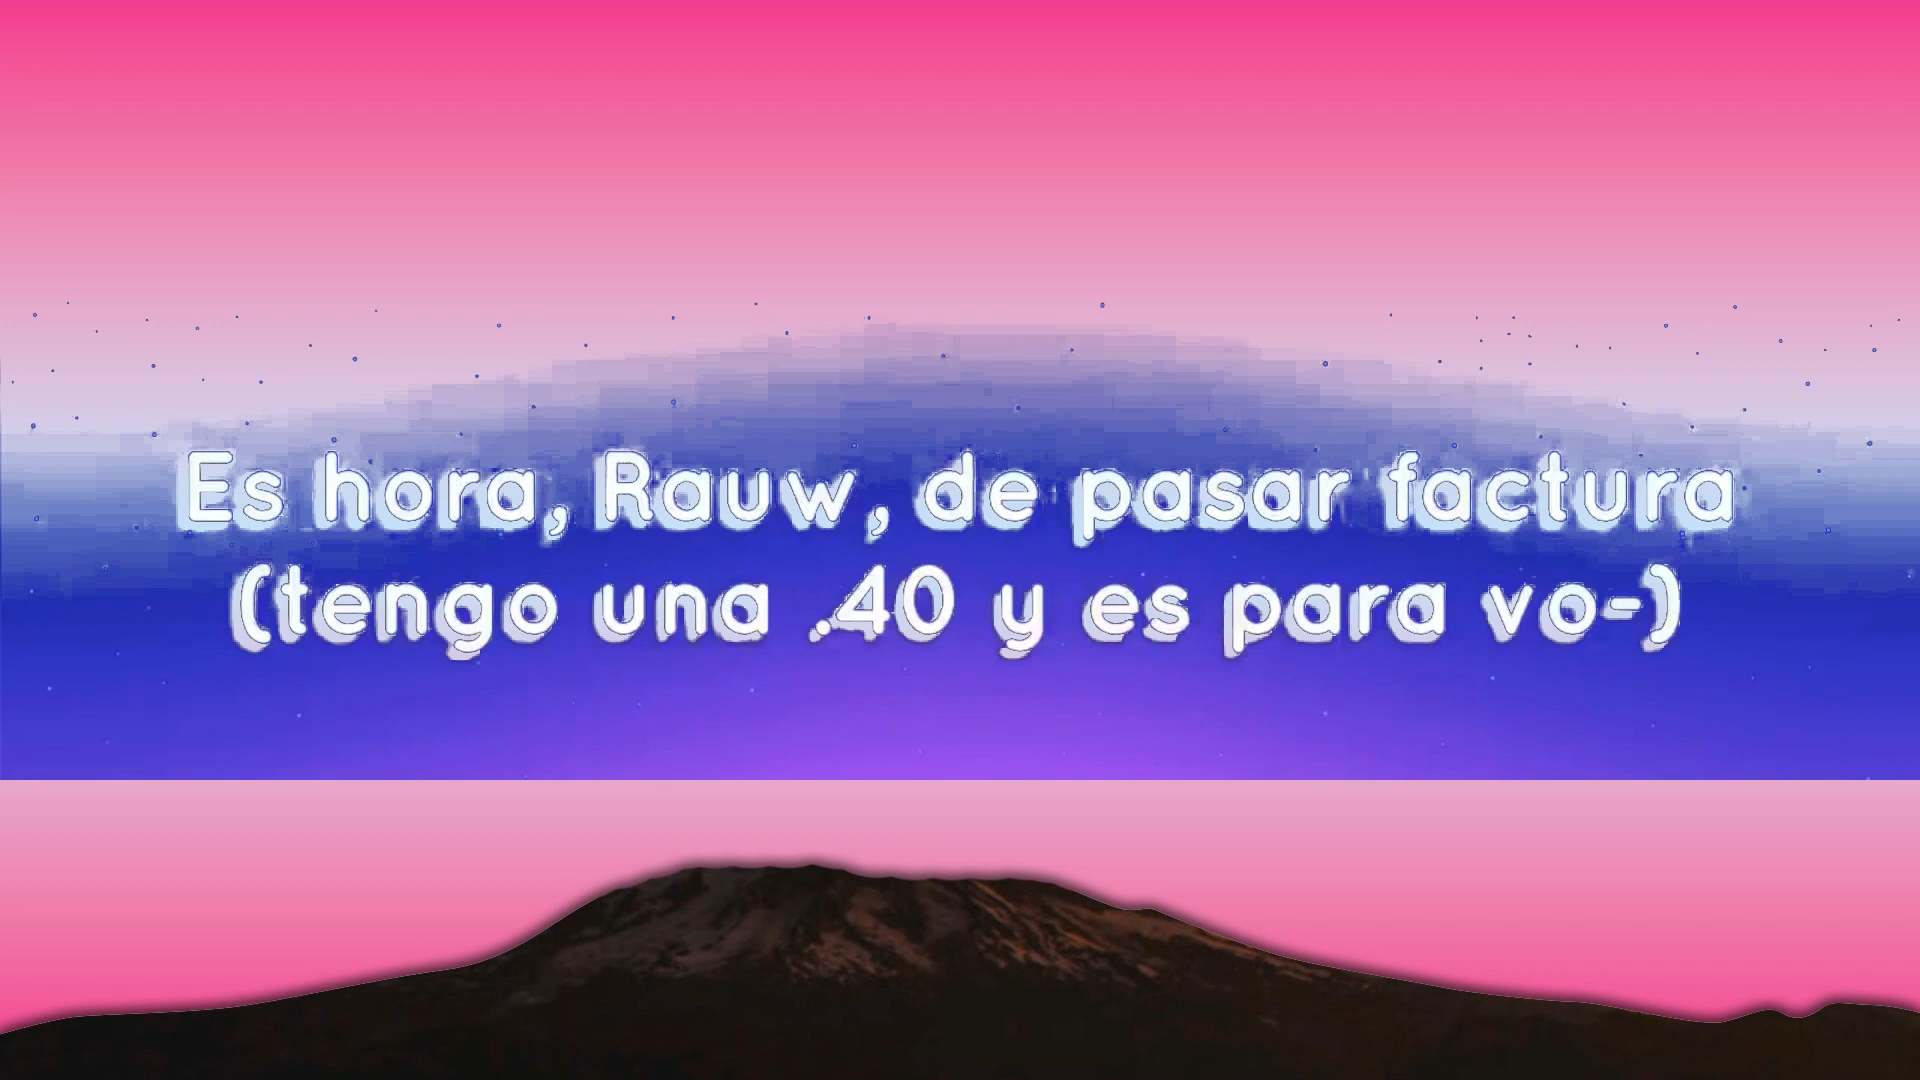 Es hora, Rauw, de pasar factura
(tengo una .40 y es para vo-)